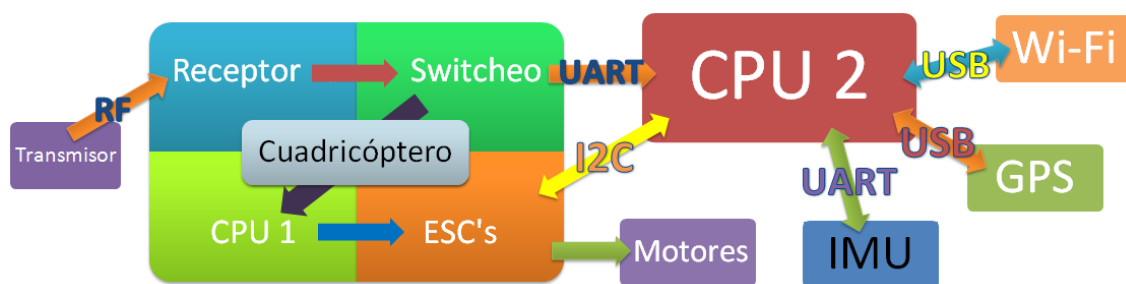 Receptor
Switcheo
UART
CPU 2
USB
Wi-Fi
RF
Transmisor
Cuadricóptero
I2C
USB
GPS
UART
CPU 1
ESC's
Motores
IMU